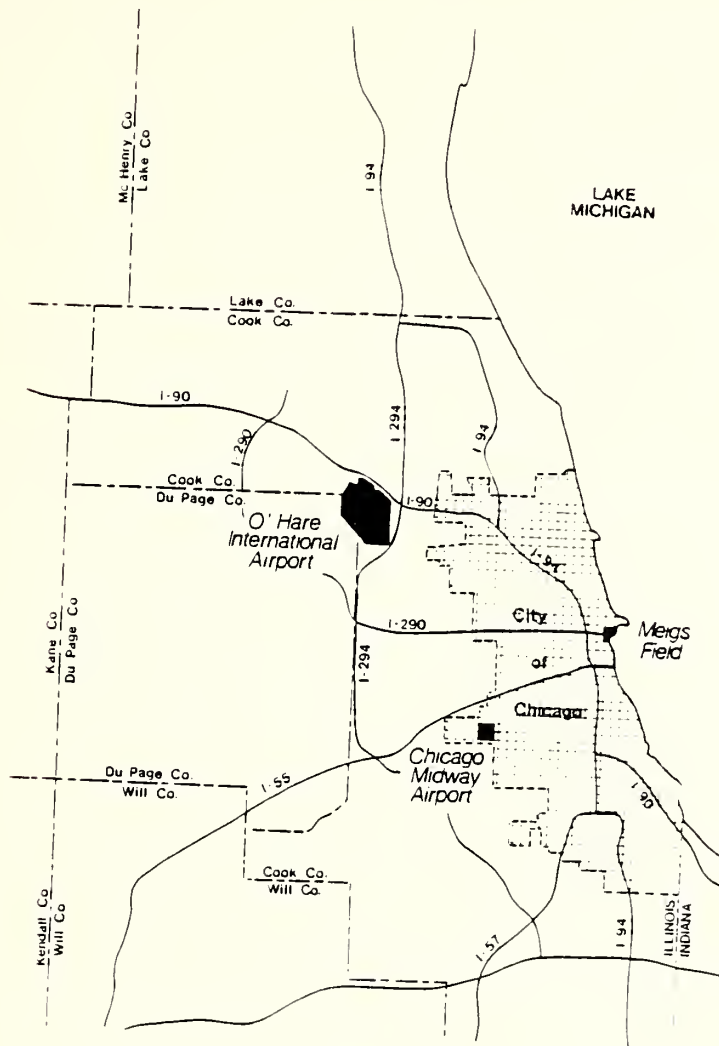 Mc Henry Co
Lake Co
I-94
LAKE
MICHIGAN
Lake Co.
Cook Co.
I-90
I-290
I-294
I-94
Cook Co.
Du Page Co.
I-90
O' Hare
International
Airport
I-94
Kane Co
Du Page Co
I-290
City
of
Chicago
Meigs
Field
I-294
Chicago
Midway
Airport
Du Page Co.
Will Co.
I-55
I-90
Cook Co.
Will Co.
Kendall Co
Will Co
I-57
I-94
ILLINOIS
INDIANA